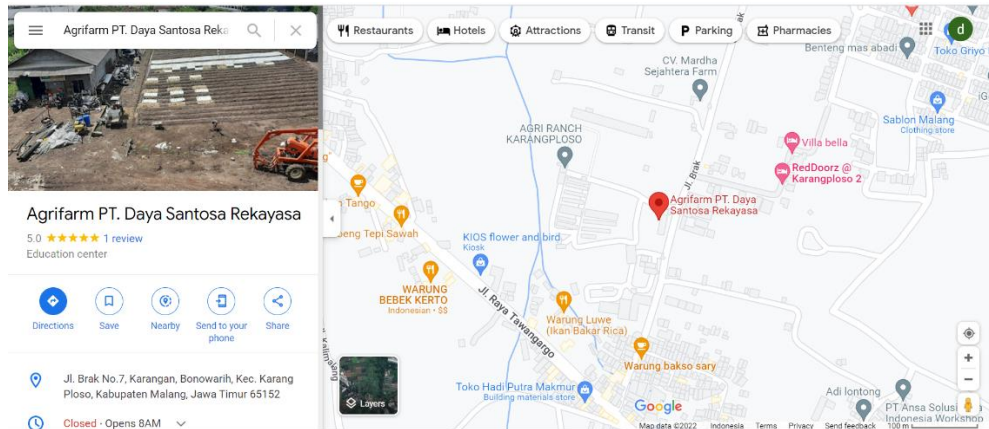 Agrifarm PT. Daya Santosa Reka
Restaurants
Hotels
Attractions
Transit
Parking
Pharmacies
d
Agrifarm PT. Daya Santosa Rekayasa
5.0 ★★★★★ 1 review
Education center
Directions
Save
Nearby
Send to your
phone
Share
Jl. Brak No.7, Karangan, Bonowarih, Kec. Karang
Ploso, Kabupaten Malang, Jawa Timur 65152
Closed · Opens 8AM
ak
Benteng mas abadi
Toko Griyo
CV. Mardha
Sejahtera Farm
Sablon Malang
Clothing store
AGRI RANCH
KARANGPLOSO
Villa bella
RedDoorz @
Karangploso 2
Jl. Brak
Agrifarm PT. Daya
Santosa Rekayasa
Tango
eng Tepi Sawah
KIOS flower and bird.
Kiosk
WARUNG
BEBEK KERTO
Indonesian · $$
Jl. Raya Tawangargo
Warung Luwe
(Ikan Bakar Rica)
Warung bakso sary
Toko Hadi Putra Makmur
Building materials store
Adi lontong
PT Ansa Solusi
Indonesia Workshop
Layers
Google
Map data ©2022
Indonesia
Terms
Privacy
Send feedback
100 m